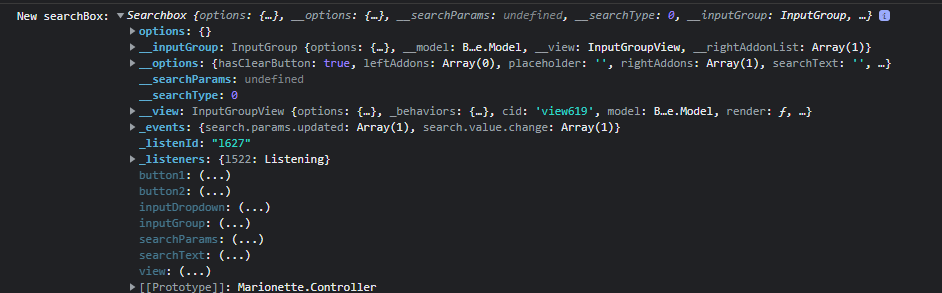 New searchBox: ▼Searchbox {options: {…}, __options: {…}, __searchParams: undefined, __searchType: 0, __inputGroup: InputGroup, …} i
▶ options: {}
▶ __inputGroup: InputGroup {options: {…}, __model: B…e.Model, __view: InputGroupView, __rightAddonList: Array(1)}
▶ __options: {hasClearButton: true, leftAddons: Array(0), placeholder: '', rightAddons: Array(1), searchText: '', …}
__searchParams: undefined
__searchType: 0
▶ __view: InputGroupView {options: {…}, _behaviors: {…}, cid: 'view619', model: B…e.Model, render: ƒ, …}
▶ _events: {search.params.updated: Array(1), search.value.change: Array(1)}
_listenId: "l627"
▶ _listeners: {l522: Listening}
button1: (...)
button2: (...)
inputDropdown: (...)
inputGroup: (...)
searchParams: (...)
searchText: (...)
view: (...)
▶ [[Prototype]]: Marionette.Controller